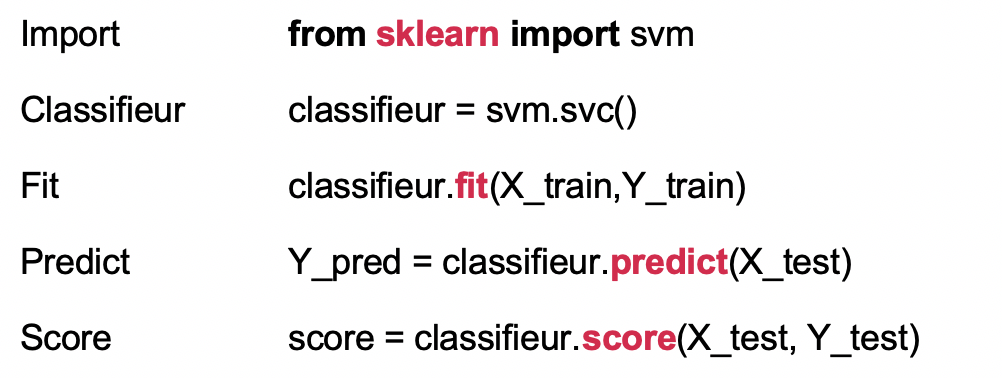 Import from sklearn import svm
Classifieur classifieur = svm.svc()
Fit classifieur.fit(X_train,Y_train)
Predict Y_pred = classifieur.predict(X_test)
Score score = classifieur.score(X_test, Y_test)